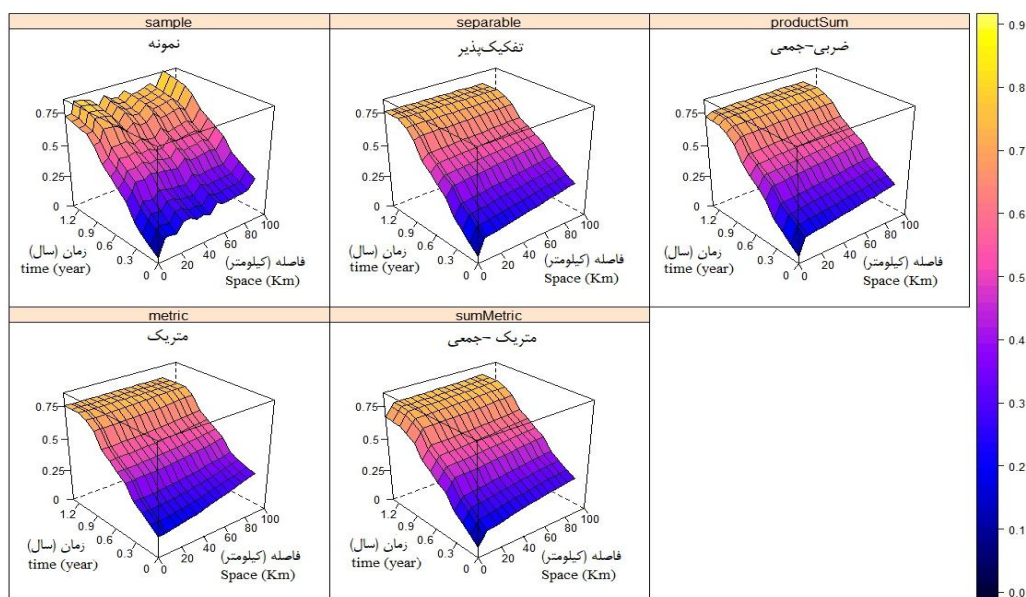 sample
نمونه
0.75
0.5
0.25
0
1.2
0.9
0.6
0.3
0
زمان (سال)
time (year)
0
20
40
60
80
100
فاصله (کیلومتر)
Space (Km)
separable
تفکیک‌پذیر
0.75
0.5
0.25
0
1.2
0.9
0.6
0.3
0
زمان (سال)
time (year)
0
20
40
60
80
100
فاصله (کیلومتر)
Space (Km)
productSum
ضربی-جمعی
0.75
0.5
0.25
0
1.2
0.9
0.6
0.3
0
زمان (سال)
time (year)
0
20
40
60
80
100
فاصله (کیلومتر)
Space (Km)
metric
متریک
0.75
0.5
0.25
0
1.2
0.9
0.6
0.3
0
زمان (سال)
time (year)
0
20
40
60
80
100
فاصله (کیلومتر)
Space (Km)
sumMetric
متریک -جمعی
0.75
0.5
0.25
0
1.2
0.9
0.6
0.3
0
زمان (سال)
time (year)
0
20
40
60
80
100
فاصله (کیلومتر)
Space (Km)
0.9
0.8
0.7
0.6
0.5
0.4
0.3
0.2
0.1
0.0